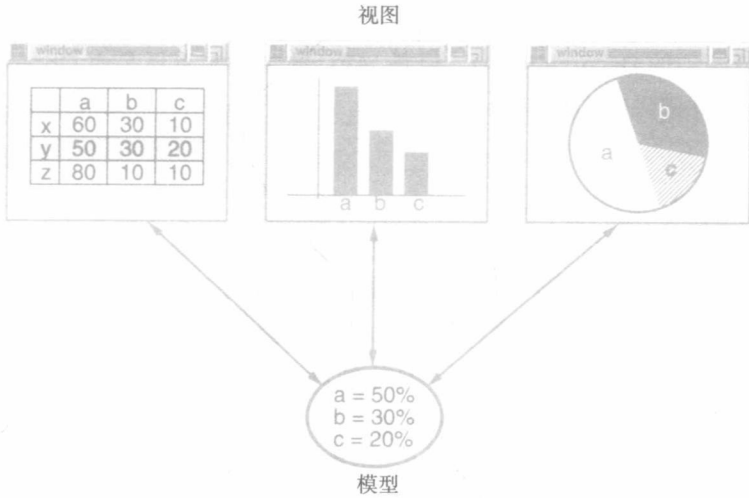 视图
window window window
a b c
x 60 30 10
y 50 30 20
z 80 10 10
a b c
a b c
a = 50%
b = 30%
c = 20%
模型